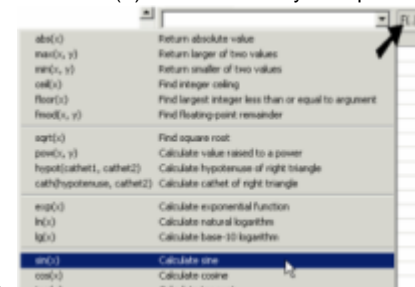 abs(x) Return absolute value
max(x, y) Return larger of two values
min(x, y) Return smaller of two values
ceil(x) Find integer ceiling
floor(x) Find largest integer less than or equal to argument
fmod(x, y) Find floating-point remainder
sqrt(x) Find square root
pow(x, y) Calculate value raised to a power
hypot(cathet1, cathet2) Calculate hypotenuse of right triangle
cath(hypotenuse, cathet2) Calculate cathet of right triangle
exp(x) Calculate exponential function
ln(x) Calculate natural logarithm
lg(x) Calculate base-10 logarithm
sin(x) Calculate sine
cos(x) Calculate cosine